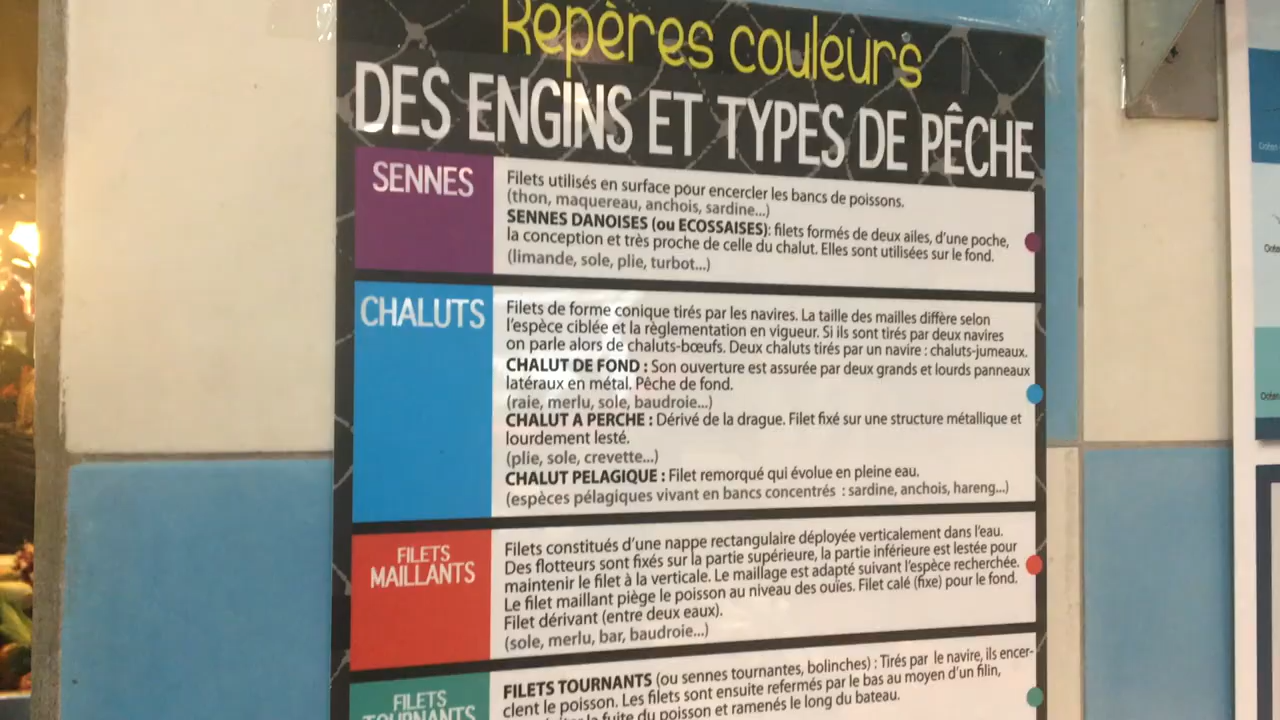 Repères couleurs
DES ENGINS ET TYPES DE PÊCHE
SENNES
Filets utilisés en surface pour encercler les bancs de poissons.
(thon, maquereau, anchois, sardine...)
SENNES DANOISES (ou ECOSSAISES): filets formés de deux ailes, d'une poche,
la conception et très proche de celle du chalut. Elles sont utilisées sur le fond.
(limande, sole, plie, turbot...)
CHALUTS
Filets de forme conique tirés par les navires. La taille des mailles diffère selon
l'espèce ciblée et la règlementation en vigueur. Si ils sont tirés par deux navires
on parle alors de chaluts-bœufs. Deux chaluts tirés par un navire : chaluts-jumeaux.
CHALUT DE FOND : Son ouverture est assurée par deux grands et lourds panneaux
latéraux en métal. Pêche de fond.
(raie, merlu, sole, baudroie...)
CHALUT A PERCHE : Dérivé de la drague. Filet fixé sur une structure métallique et
lourdement lesté.
(plie, sole, crevette...)
CHALUT PELAGIQUE : Filet remorqué qui évolue en pleine eau.
(espèces pélagiques vivant en bancs concentrés : sardine, anchois, hareng...)
FILETS
MAILLANTS
Filets constitués d'une nappe rectangulaire déployée verticalement dans l'eau.
Des flotteurs sont fixés sur la partie supérieure, la partie inférieure est lestée pour
maintenir le filet à la verticale. Le maillage est adapté suivant l'espèce recherchée.
Le filet maillant piège le poisson au niveau des ouïes. Filet calé (fixe) pour le fond.
Filet dérivant (entre deux eaux).
(sole, merlu, bar, baudroie...)
FILETS
TOURNANTS
FILETS TOURNANTS (ou sennes tournantes, bolinches) : Tirés par le navire, ils encer-
clent le poisson. Les filets sont ensuite refermés par le bas au moyen d'un filin,
la fuite du poisson et ramenés le long du bateau.